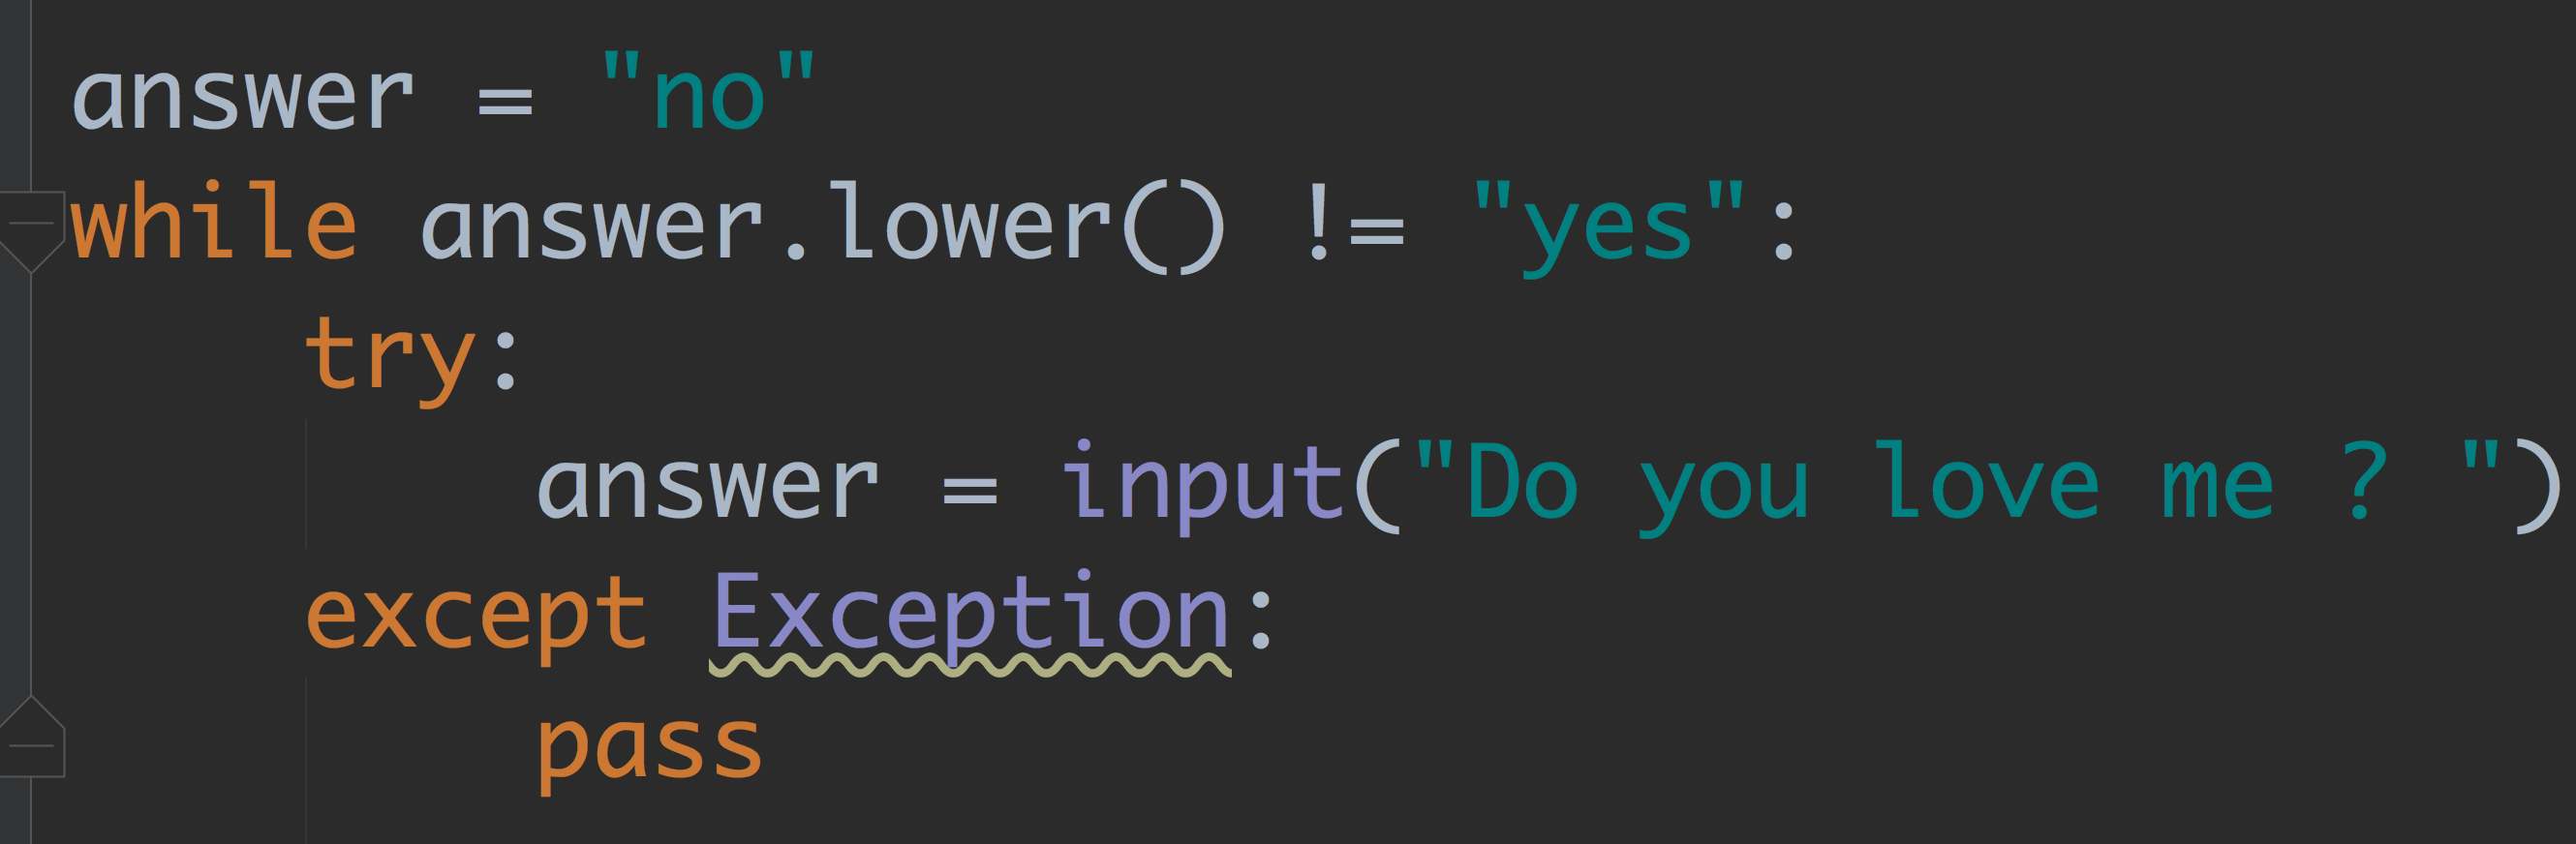 answer = "no"
while answer.lower() != "yes":
    try:
        answer = input("Do you love me ? ")
    except Exception:
        pass